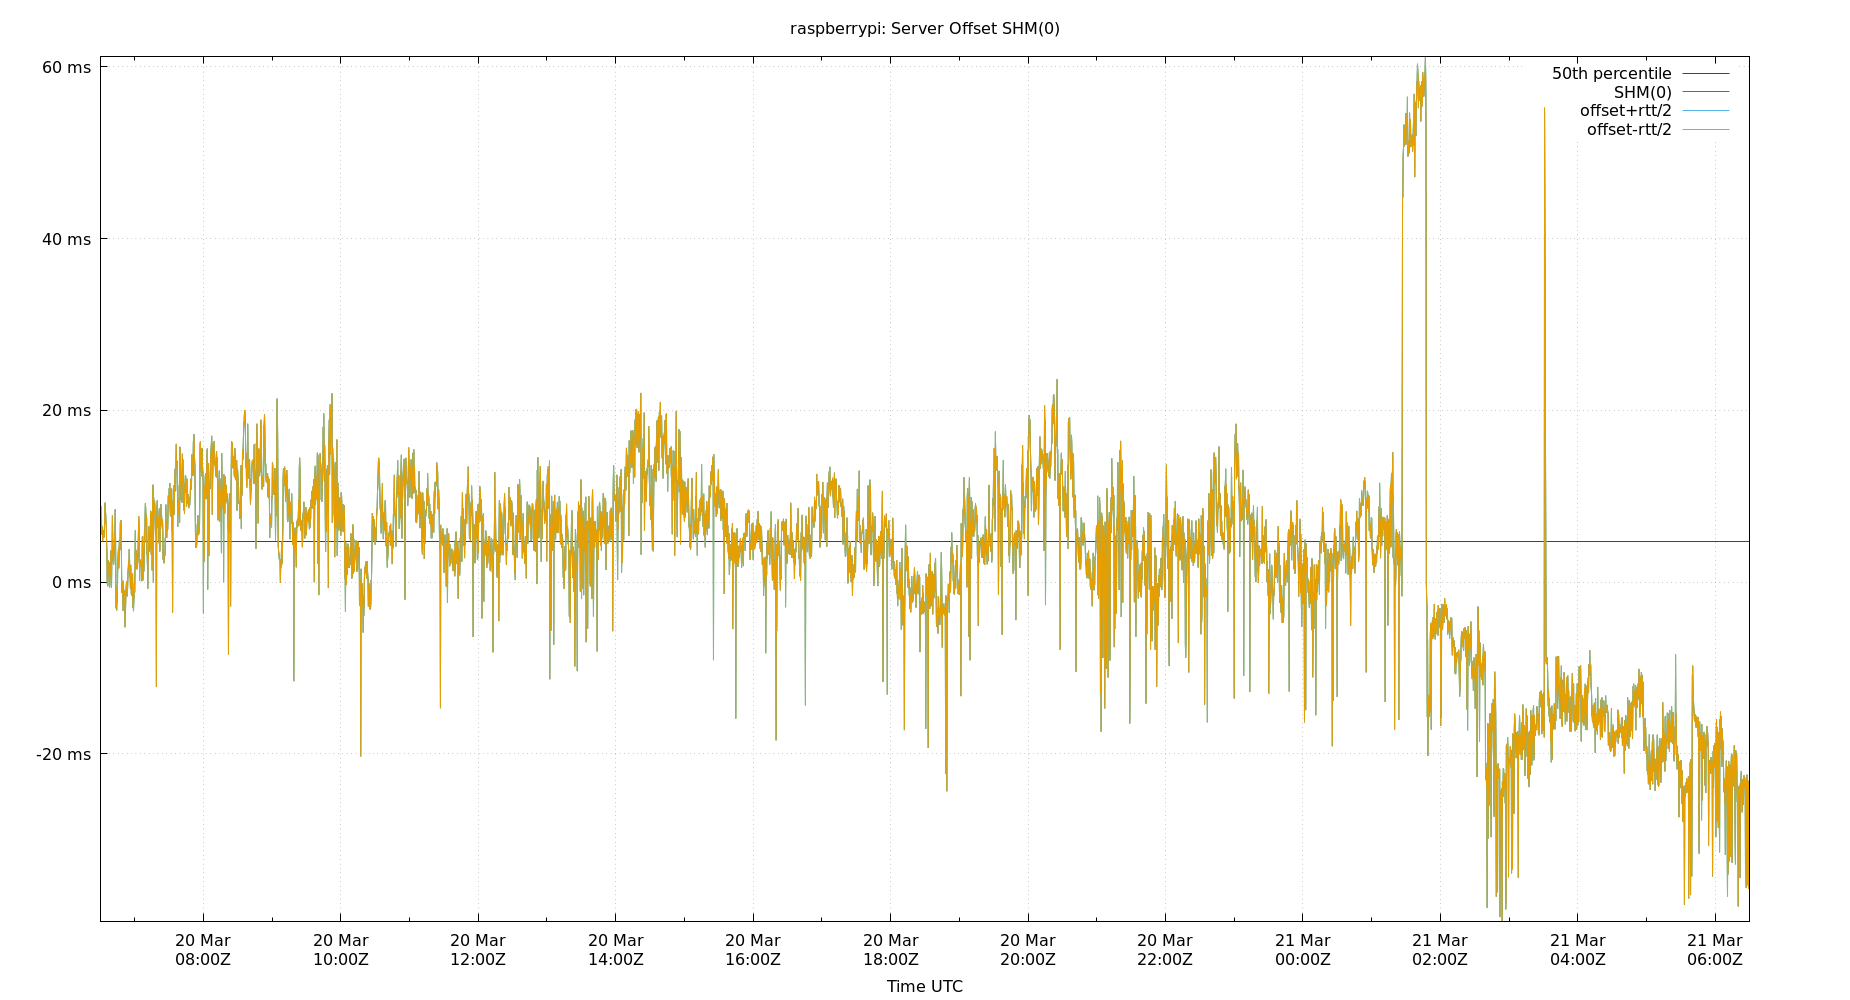 raspberrypi: Server Offset SHM(0)
60 ms
40 ms
20 ms
0 ms
-20 ms
50th percentile
SHM(0)
offset+rtt/2
offset-rtt/2
20 Mar 20 Mar 20 Mar 20 Mar 20 Mar 20 Mar 20 Mar 20 Mar 21 Mar 21 Mar 21 Mar 21 Mar
08:00Z 10:00Z 12:00Z 14:00Z 16:00Z 18:00Z 20:00Z 22:00Z 00:00Z 02:00Z 04:00Z 06:00Z
Time UTC